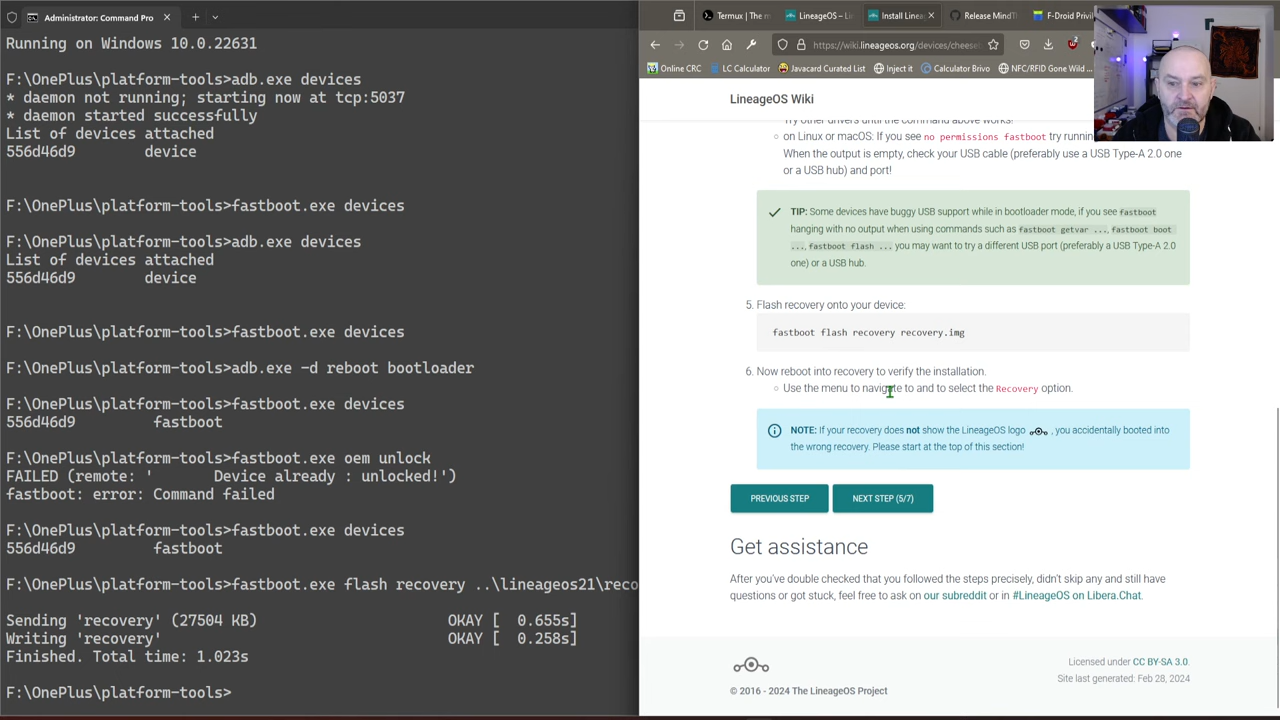 Administrator: Command Pro
Running on Windows 10.0.22631
F:\OnePlus\platform-tools>adb.exe devices
* daemon not running; starting now at tcp:5037
* daemon started successfully
List of devices attached
556d46d9 device
F:\OnePlus\platform-tools>fastboot.exe devices
F:\OnePlus\platform-tools>adb.exe devices
List of devices attached
556d46d9 device
F:\OnePlus\platform-tools>fastboot.exe devices
F:\OnePlus\platform-tools>adb.exe -d reboot bootloader
F:\OnePlus\platform-tools>fastboot.exe devices
556d46d9 fastboot
F:\OnePlus\platform-tools>fastboot.exe oem unlock
FAILED (remote: ' Device already : unlocked!')
fastboot: error: Command failed
F:\OnePlus\platform-tools>fastboot.exe devices
556d46d9 fastboot
F:\OnePlus\platform-tools>fastboot.exe flash recovery ..\lineageos21\reco
Sending 'recovery' (27504 KB) OKAY [ 0.655s]
Writing 'recovery' OKAY [ 0.258s]
Finished. Total time: 1.023s
F:\OnePlus\platform-tools>
Termux | The m
LineageOS – Li
Install Linea
Release MindT
F-Droid Privil
https://wiki.lineageos.org/devices/cheese
Online CRC
LC Calculator
Javacard Curated List
Inject it
Calculator Brivo
NFC/RFID Gone Wild ...
LineageOS Wiki
Try other drivers until the command above works!
on Linux or macOS: If you see no permissions fastboot try runnin
When the output is empty, check your USB cable (preferably use a USB Type-A 2.0 one
or a USB hub) and port!
TIP: Some devices have buggy USB support while in bootloader mode, if you see fastboot
hanging with no output when using commands such as fastboot getvar ..., fastboot boot
..., fastboot flash ... you may want to try a different USB port (preferably a USB Type-A 2.0
one) or a USB hub.
5. Flash recovery onto your device:
fastboot flash recovery recovery.img
6. Now reboot into recovery to verify the installation.
Use the menu to navigate to and to select the Recovery option.
NOTE: If your recovery does not show the LineageOS logo , you accidentally booted into
the wrong recovery. Please start at the top of this section!
PREVIOUS STEP
NEXT STEP (5/7)
Get assistance
After you've double checked that you followed the steps precisely, didn't skip any and still have
questions or got stuck, feel free to ask on our subreddit or in #LineageOS on Libera.Chat.
Licensed under CC BY-SA 3.0.
Site last generated: Feb 28, 2024
© 2016 - 2024 The LineageOS Project